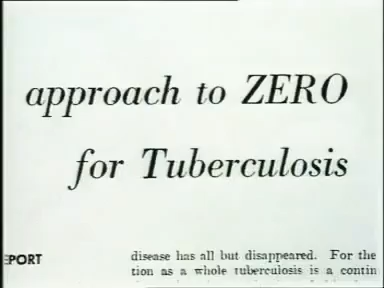 approach to ZERO
for Tuberculosis
EPORT
disease has all but disappeared. For the
tion as a whole tuberculosis is a contin